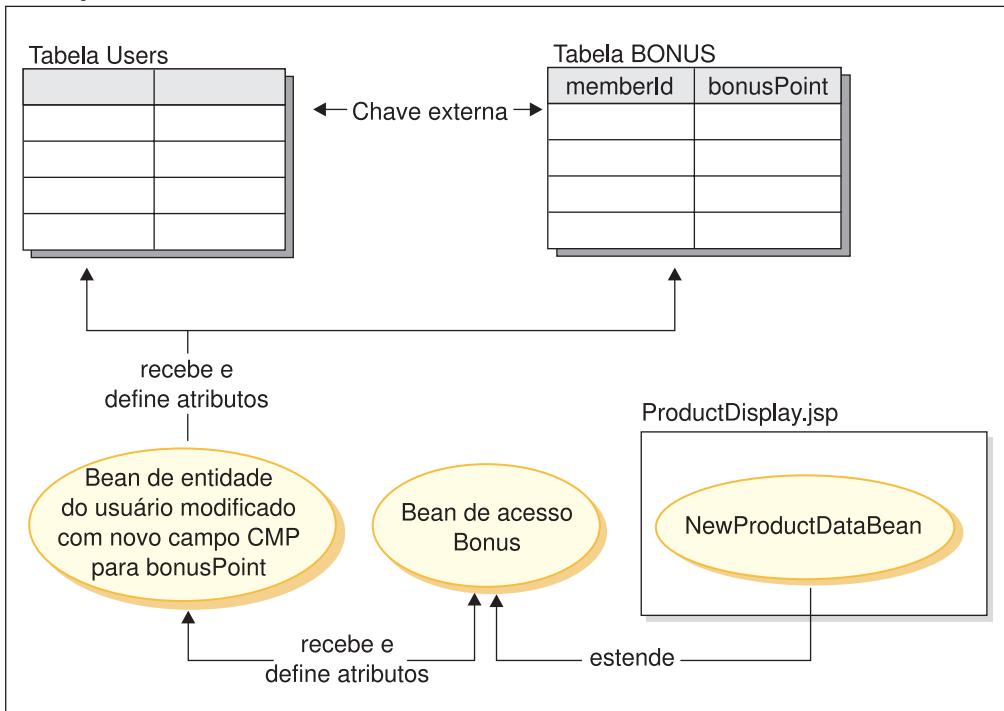 Tabela Users
Tabela BONUS
memberId
bonusPoint
Chave externa
recebe e
define atributos
ProductDisplay.jsp
Bean de entidade
do usuário modificado
com novo campo CMP
para bonusPoint
Bean de acesso
Bonus
NewProductDataBean
recebe e
define atributos
estende